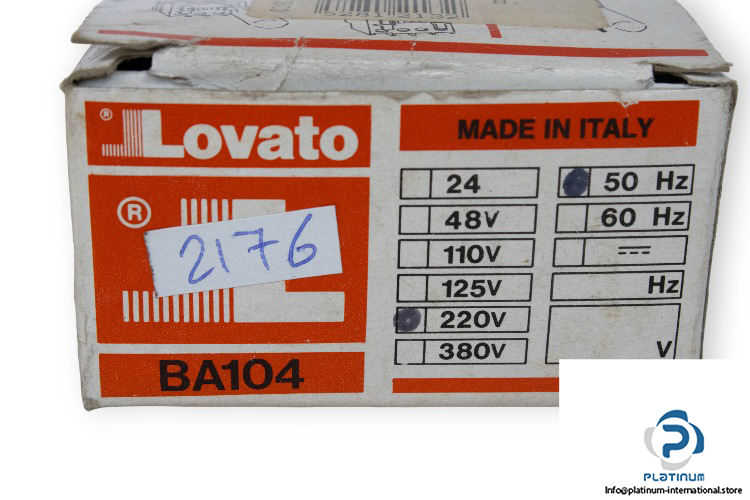 ® Lovato
®
2176
BA104
MADE IN ITALY
24
48V
110V
125V
220V
380V
50 Hz
60 Hz
Hz
V
PLATINUM
Info@platinum-international.store